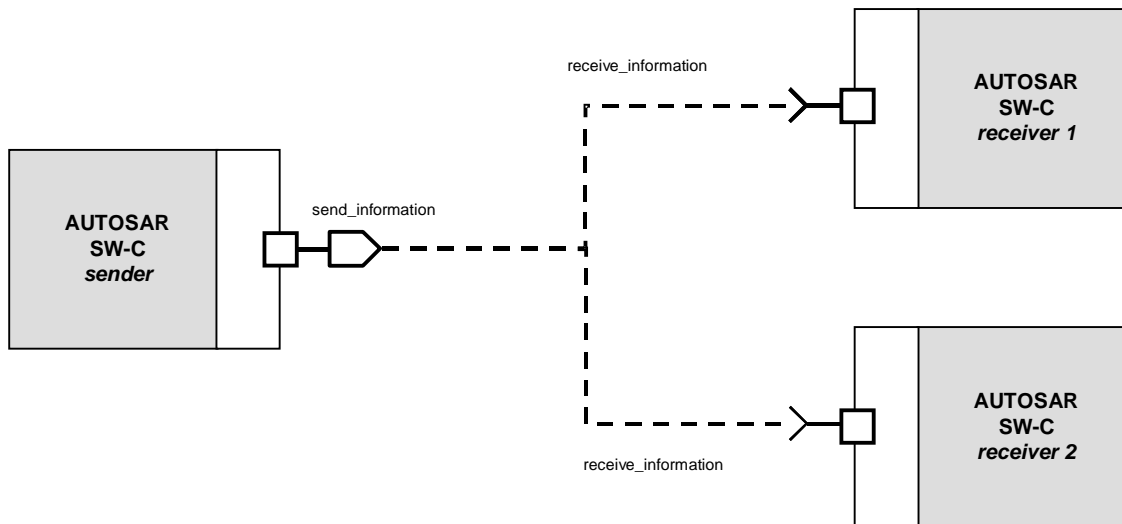 receive_information
AUTOSAR
SW-C
receiver 1
send_information
AUTOSAR
SW-C
sender
AUTOSAR
SW-C
receiver 2
receive_information